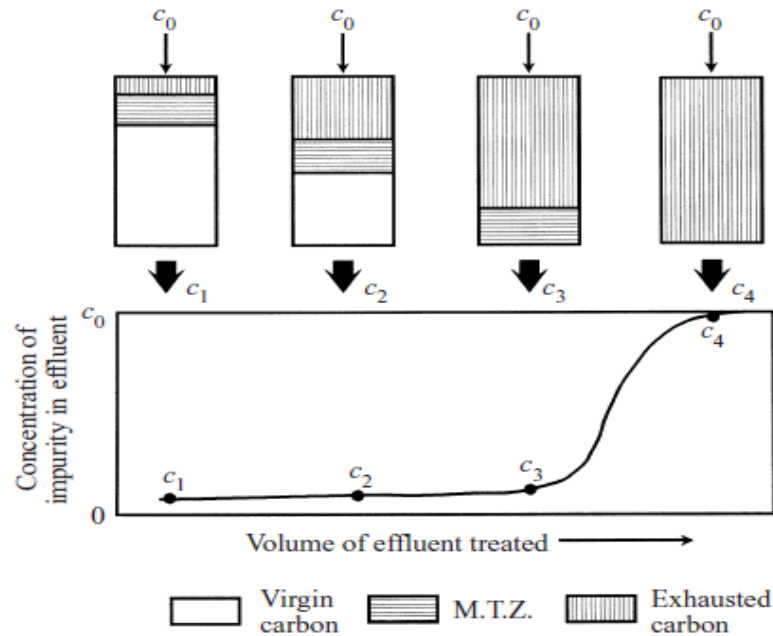 c0 c0 c0 c0
c1 c2 c3 c4
c0
c4
c1 c2 c3
0
Concentration of
impurity in effluent
Volume of effluent treated
Virgin
carbon
M.T.Z.
Exhausted
carbon